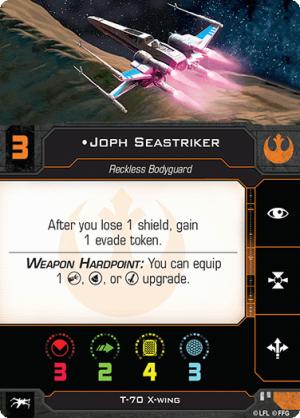 3
•Joph Seastriker
Reckless Bodyguard
After you lose 1 shield, gain
1 evade token.
Weapon Hardpoint: You can equip
1 , , or upgrade.
3 2 4 3
T-70 X-wing
© LFL © FFG